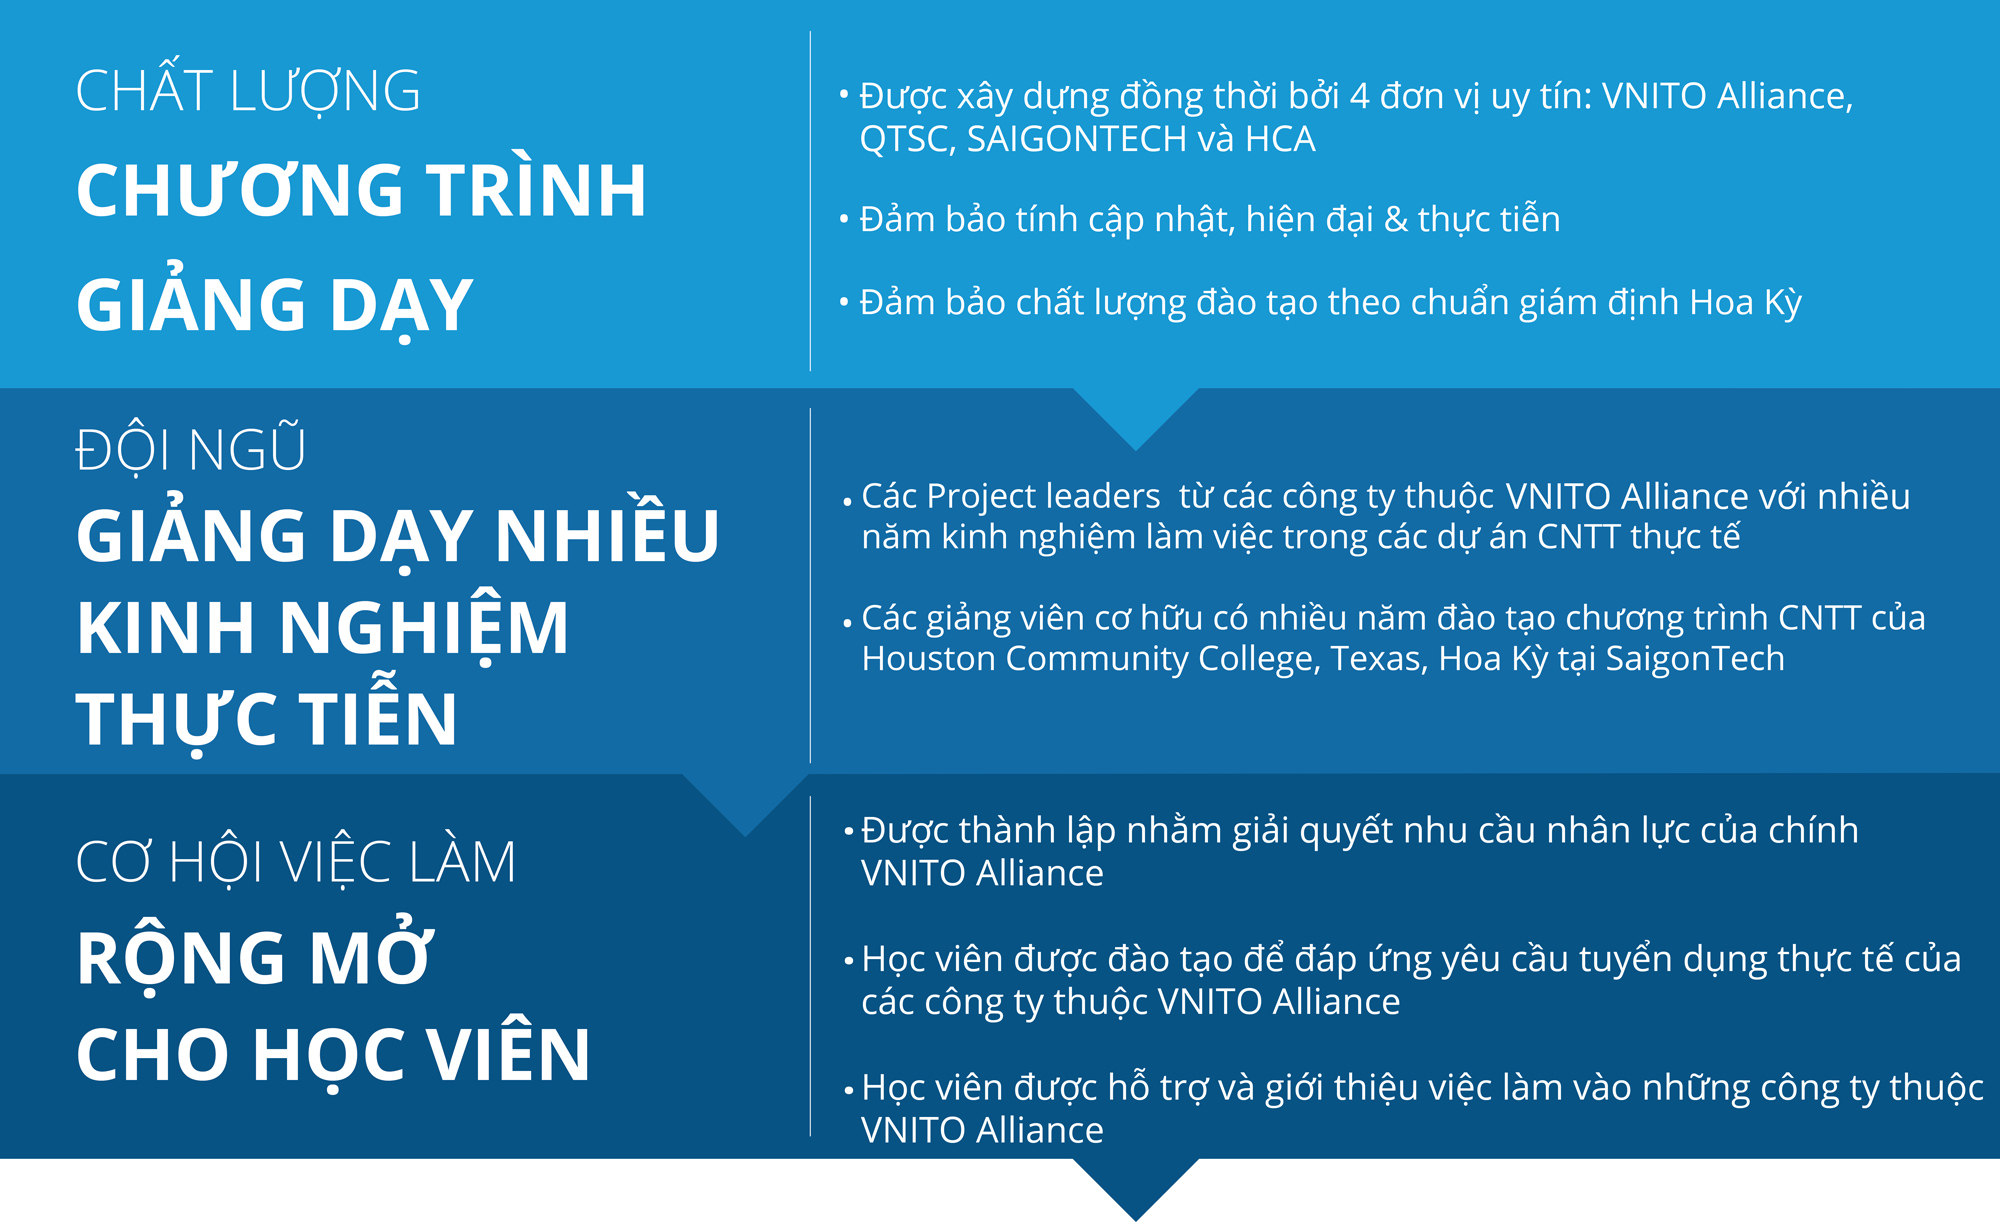 CHẤT LƯỢNG
CHƯƠNG TRÌNH
GIẢNG DẠY
• Được xây dựng đồng thời bởi 4 đơn vị uy tín: VNITO Alliance,
QTSC, SAIGONTECH và HCA
• Đảm bảo tính cập nhật, hiện đại & thực tiễn
• Đảm bảo chất lượng đào tạo theo chuẩn giám định Hoa Kỳ
ĐỘI NGŨ
GIẢNG DẠY NHIỀU
KINH NGHIỆM
THỰC TIỄN
• Các Project leaders từ các công ty thuộc VNITO Alliance với nhiều
năm kinh nghiệm làm việc trong các dự án CNTT thực tế
• Các giảng viên cơ hữu có nhiều năm đào tạo chương trình CNTT của
Houston Community College, Texas, Hoa Kỳ tại SaigonTech
CƠ HỘI VIỆC LÀM
RỘNG MỞ
CHO HỌC VIÊN
• Được thành lập nhằm giải quyết nhu cầu nhân lực của chính
VNITO Alliance
• Học viên được đào tạo để đáp ứng yêu cầu tuyển dụng thực tế của
các công ty thuộc VNITO Alliance
• Học viên được hỗ trợ và giới thiệu việc làm vào những công ty thuộc
VNITO Alliance